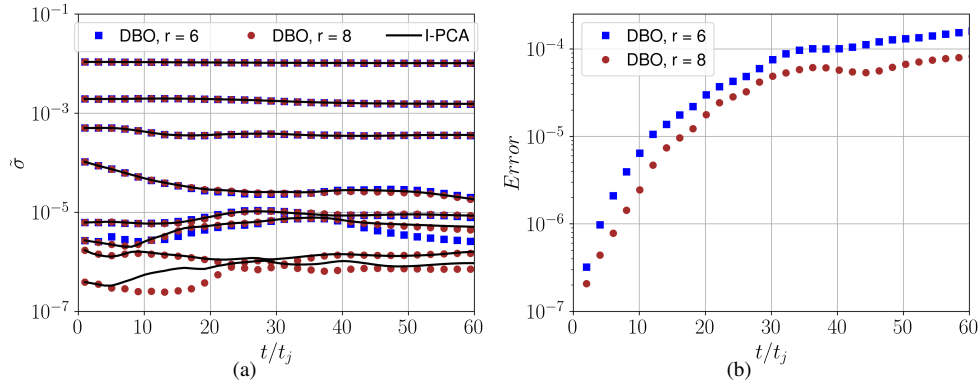 DBO, r = 6 DBO, r = 8 I-PCA
10⁻¹
10⁻³
10⁻⁵
10⁻⁷
σ̃
0 10 20 30 40 50 60
t/t_j
(a)
DBO, r = 6
DBO, r = 8
10⁻⁴
10⁻⁵
10⁻⁶
10⁻⁷
Error
0 10 20 30 40 50 60
t/t_j
(b)